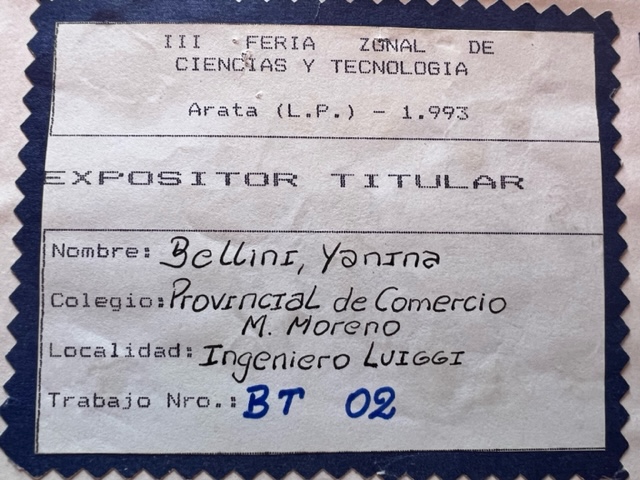 III FERIA ZONAL DE
CIENCIAS Y TECNOLOGIA
Arata (L.P.) - 1.993
EXPOSITOR TITULAR
Nombre: Bellini, Yanina
Colegio: Provincial de Comercio
M. Moreno
Localidad: Ingeniero LUIGGI
Trabajo Nro.: BT 02